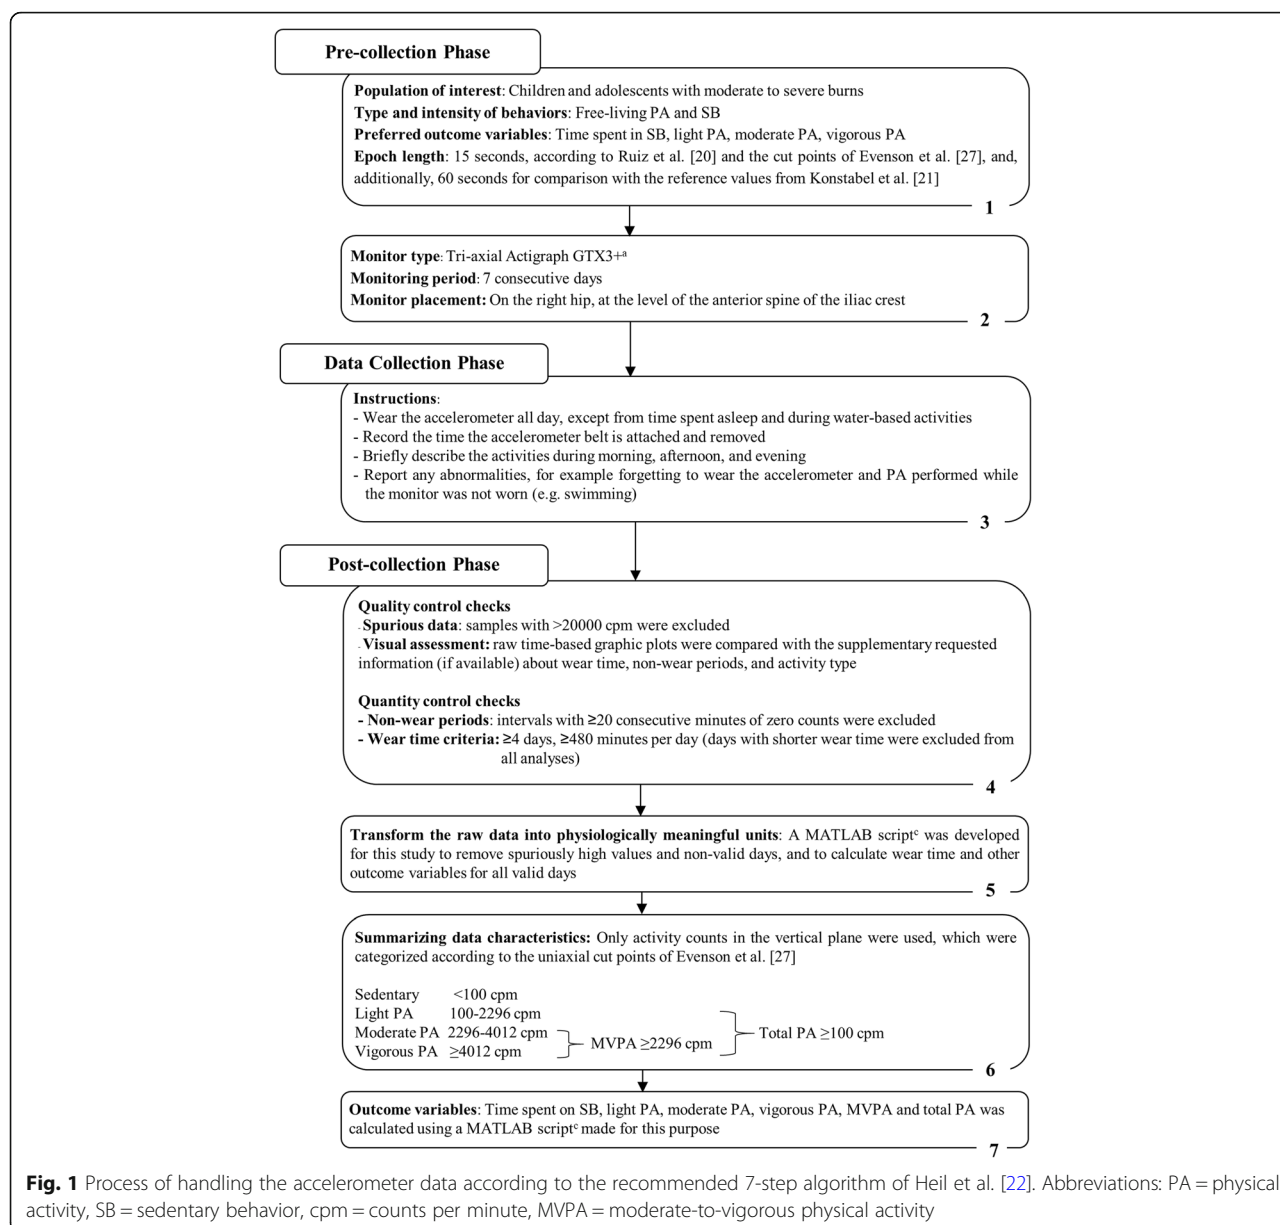 Pre-collection Phase
Population of interest: Children and adolescents with moderate to severe burns
Type and intensity of behaviors: Free-living PA and SB
Preferred outcome variables: Time spent in SB, light PA, moderate PA, vigorous PA
Epoch length: 15 seconds, according to Ruiz et al. [20] and the cut points of Evenson et al. [27], and,
additionally, 60 seconds for comparison with the reference values from Konstabel et al. [21]
1
Monitor type: Tri-axial Actigraph GTX3+ᵃ
Monitoring period: 7 consecutive days
Monitor placement: On the right hip, at the level of the anterior spine of the iliac crest
2
Data Collection Phase
Instructions:
- Wear the accelerometer all day, except from time spent asleep and during water-based activities
- Record the time the accelerometer belt is attached and removed
- Briefly describe the activities during morning, afternoon, and evening
- Report any abnormalities, for example forgetting to wear the accelerometer and PA performed while
the monitor was not worn (e.g. swimming)
3
Post-collection Phase
Quality control checks
- Spurious data: samples with >20000 cpm were excluded
- Visual assessment: raw time-based graphic plots were compared with the supplementary requested
information (if available) about wear time, non-wear periods, and activity type
Quantity control checks
- Non-wear periods: intervals with ≥20 consecutive minutes of zero counts were excluded
- Wear time criteria: ≥4 days, ≥480 minutes per day (days with shorter wear time were excluded from
all analyses)
4
Transform the raw data into physiologically meaningful units: A MATLAB scriptᶜ was developed
for this study to remove spuriously high values and non-valid days, and to calculate wear time and other
outcome variables for all valid days
5
Summarizing data characteristics: Only activity counts in the vertical plane were used, which were
categorized according to the uniaxial cut points of Evenson et al. [27]
Sedentary <100 cpm
Light PA 100-2296 cpm
Moderate PA 2296-4012 cpm
Vigorous PA ≥4012 cpm
MVPA ≥2296 cpm
Total PA ≥100 cpm
6
Outcome variables: Time spent on SB, light PA, moderate PA, vigorous PA, MVPA and total PA was
calculated using a MATLAB scriptᶜ made for this purpose
7
Fig. 1 Process of handling the accelerometer data according to the recommended 7-step algorithm of Heil et al. [22]. Abbreviations: PA = physical
activity, SB = sedentary behavior, cpm = counts per minute, MVPA = moderate-to-vigorous physical activity